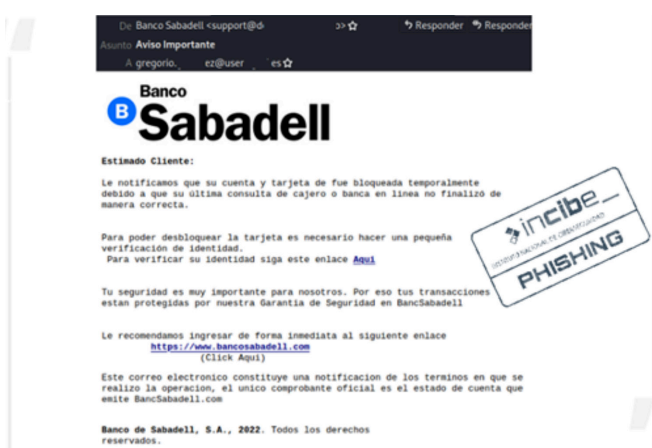 De Banco Sabadell <support@d >
Responder
Responder
Asunto Aviso Importante
A gregorio. ez@user es
Banco
B
Sabadell
Estimado Cliente:
Le notificamos que su cuenta y tarjeta de fue bloqueada temporalmente
debido a que su última consulta de cajero o banca en línea no finalizó de
manera correcta.
Para poder desbloquear la tarjeta es necesario hacer una pequeña
verificación de identidad.
Para verificar su identidad siga este enlace Aqui
Tu seguridad es muy importante para nosotros. Por eso tus transacciones
estan protegidas por nuestra Garantia de Seguridad en BancSabadell
Le recomendamos ingresar de forma inmediata al siguiente enlace
https://www.bancosabadell.com
(Click Aqui)
Este correo electronico constituye una notificacion de los terminos en que se
realizo la operacion, el unico comprobante oficial es el estado de cuenta que
emite BancSabadell.com
Banco de Sabadell, S.A., 2022. Todos los derechos
reservados.
incibe_
INSTITUTO NACIONAL DE CIBERSEGURIDAD
PHISHING